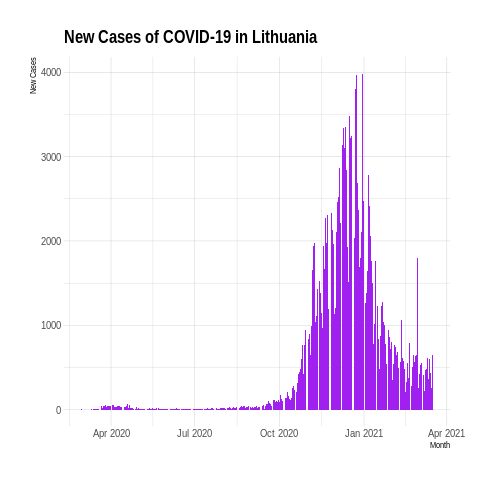 New Cases of COVID-19 in Lithuania
New Cases
4000
3000
2000
1000
0
Apr 2020 Jul 2020 Oct 2020 Jan 2021 Apr 2021
Month